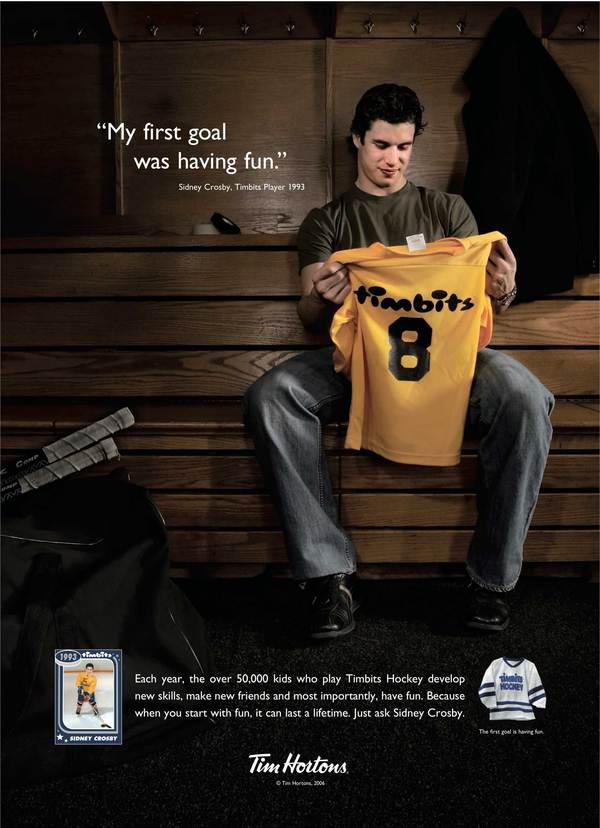 “My first goal
was having fun.”
Sidney Crosby, Timbits Player 1993
timbits
8
COMP
1993 timbits
SIDNEY CROSBY
Each year, the over 50,000 kids who play Timbits Hockey develop
new skills, make new friends and most importantly, have fun. Because
when you start with fun, it can last a lifetime. Just ask Sidney Crosby.
TIMBITS
HOCKEY
The first goal is having fun.
Tim Hortons
© Tim Hortons, 2006